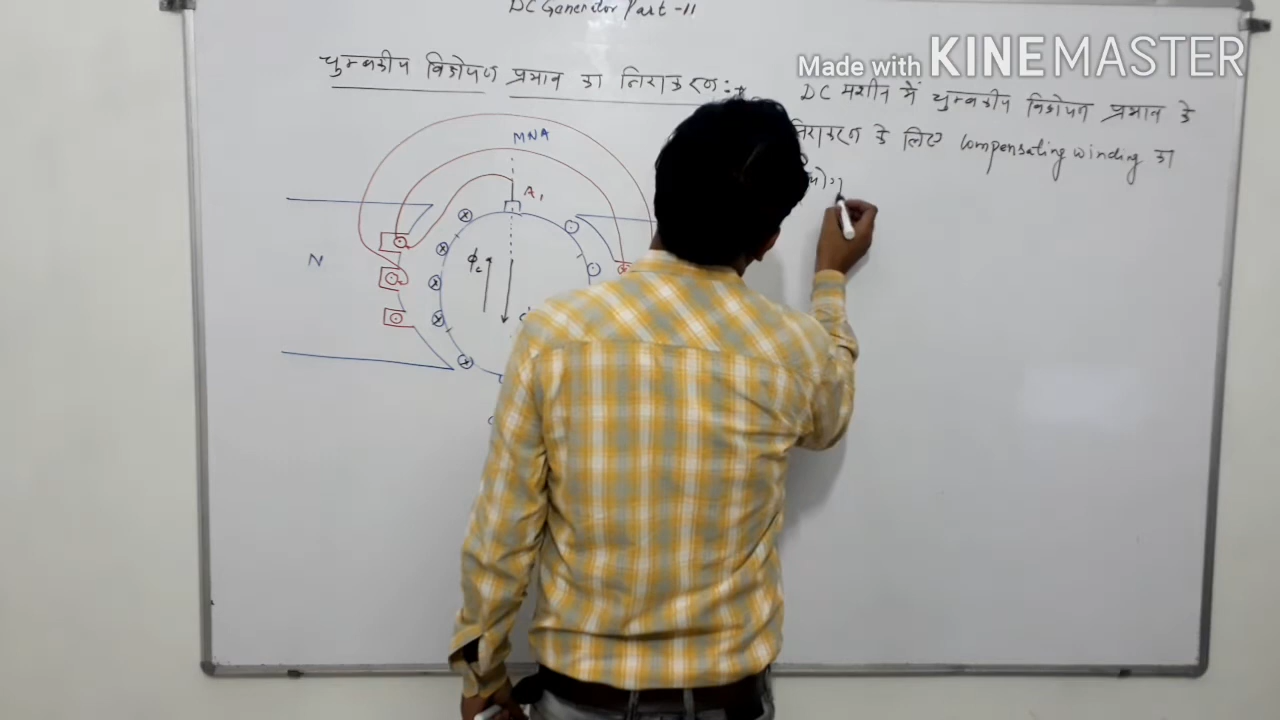 DC Generator Part -11
Made with KINEMASTER
चुम्बकीय विक्षेपण प्रभाव का निराकरण :-
DC मशीन में चुम्बकीय विक्षेपण प्रभाव के
निराकरण के लिए compensating winding का
MNA
A1
N
ϕc